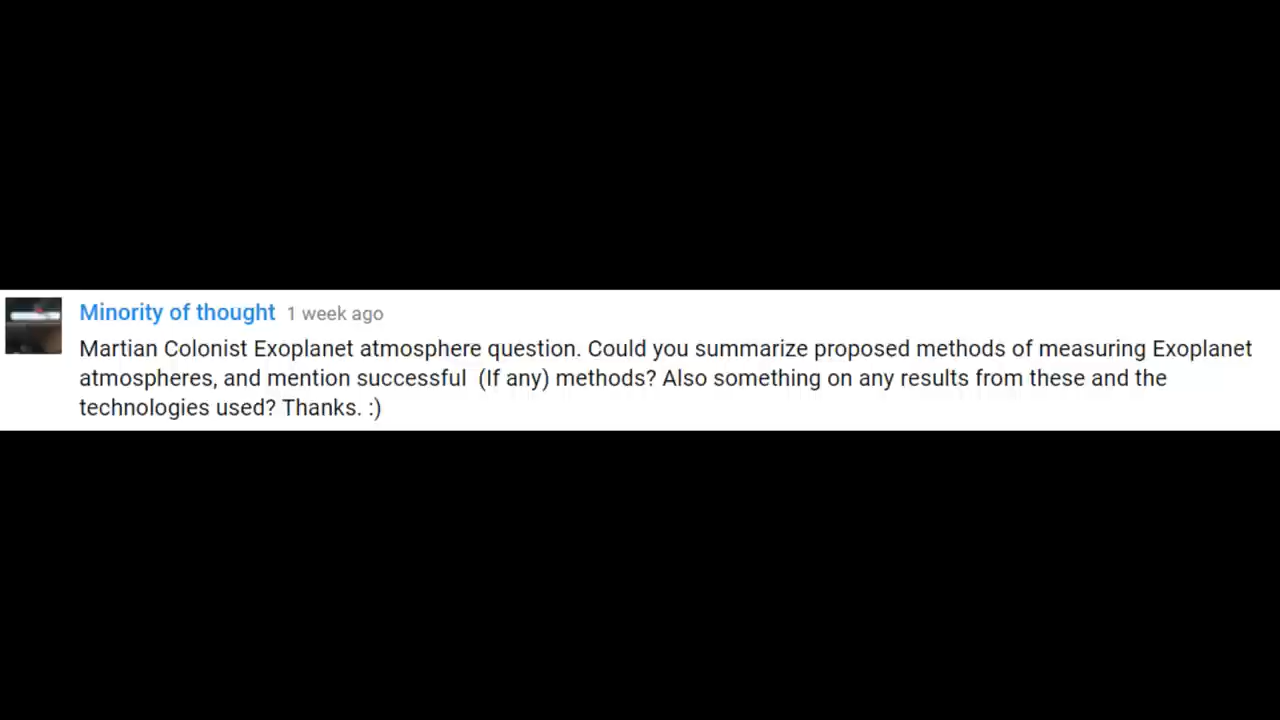 Minority of thought 1 week ago
Martian Colonist Exoplanet atmosphere question. Could you summarize proposed methods of measuring Exoplanet
atmospheres, and mention successful  (If any) methods? Also something on any results from these and the
technologies used? Thanks. :)